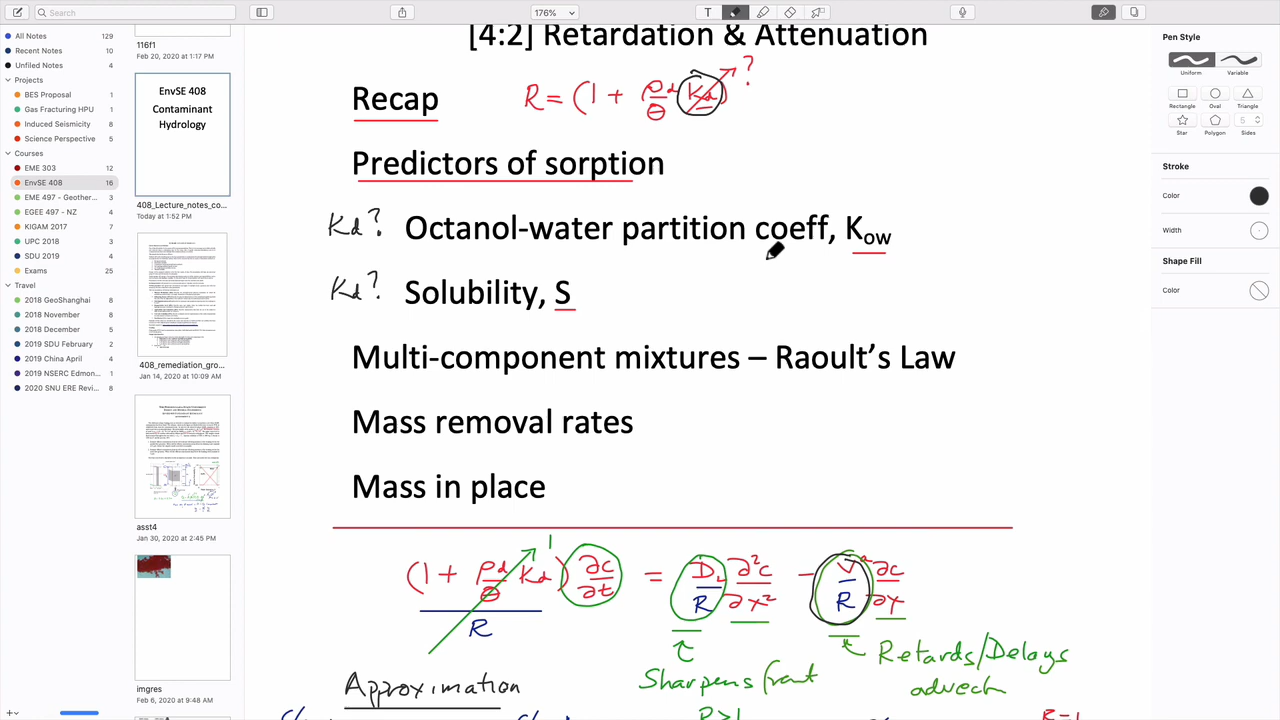 Search
176%
T
All Notes 129
Recent Notes 10
Unfiled Notes 4
Projects
BES Proposal 1
Gas Fracturing HPU 1
Induced Seismicity 8
Science Perspective 5
Courses
EME 303 12
EnvSE 408 16
EME 497 - Geother... 3
EGEE 497 - NZ 4
KIGAM 2017 7
UPC 2018 3
SDU 2019 4
Exams 25
Travel
2018 GeoShanghai 8
2018 November 8
2018 December 5
2019 SDU February 2
2019 China April 4
2019 NSERC Edmon... 1
2020 SNU ERE Revi... 8
116f1
Feb 20, 2020 at 1:17 PM
EnvSE 408
Contaminant
Hydrology
408_Lecture_notes_co...
Today at 1:52 PM
408_remediation_gro...
Jan 14, 2020 at 10:09 AM
asst4
Jan 30, 2020 at 2:45 PM
imgres
Feb 6, 2020 at 9:48 AM
[4:2] Retardation & Attenuation
Recap R = (1 + ρd/θ Kd) ?
Predictors of sorption
Kd? Octanol-water partition coeff, Kow
Kd? Solubility, S
Multi-component mixtures – Raoult's Law
Mass removal rates
Mass in place
(1 + ρd/θ Kd) 1 ∂c/∂t = DL/R ∂²c/∂x² − v/R ∂c/∂x
R
Sharpens front
Retards/Delays
advectn
Approximation
R>1
R=1
Pen Style
Uniform Variable
Rectangle Oval Triangle
Star Polygon 5 Sides
Stroke
Color
Width
Shape Fill
Color